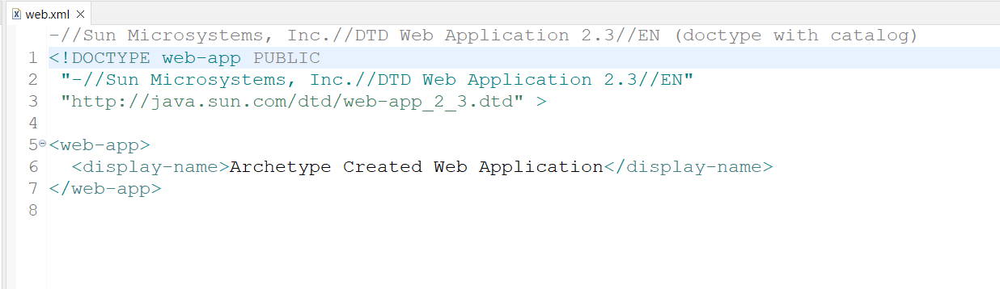 web.xml
-//Sun Microsystems, Inc.//DTD Web Application 2.3//EN (doctype with catalog)
1 <!DOCTYPE web-app PUBLIC
2 "-//Sun Microsystems, Inc.//DTD Web Application 2.3//EN"
3 "http://java.sun.com/dtd/web-app_2_3.dtd" >
4
5 <web-app>
6 <display-name>Archetype Created Web Application</display-name>
7 </web-app>
8